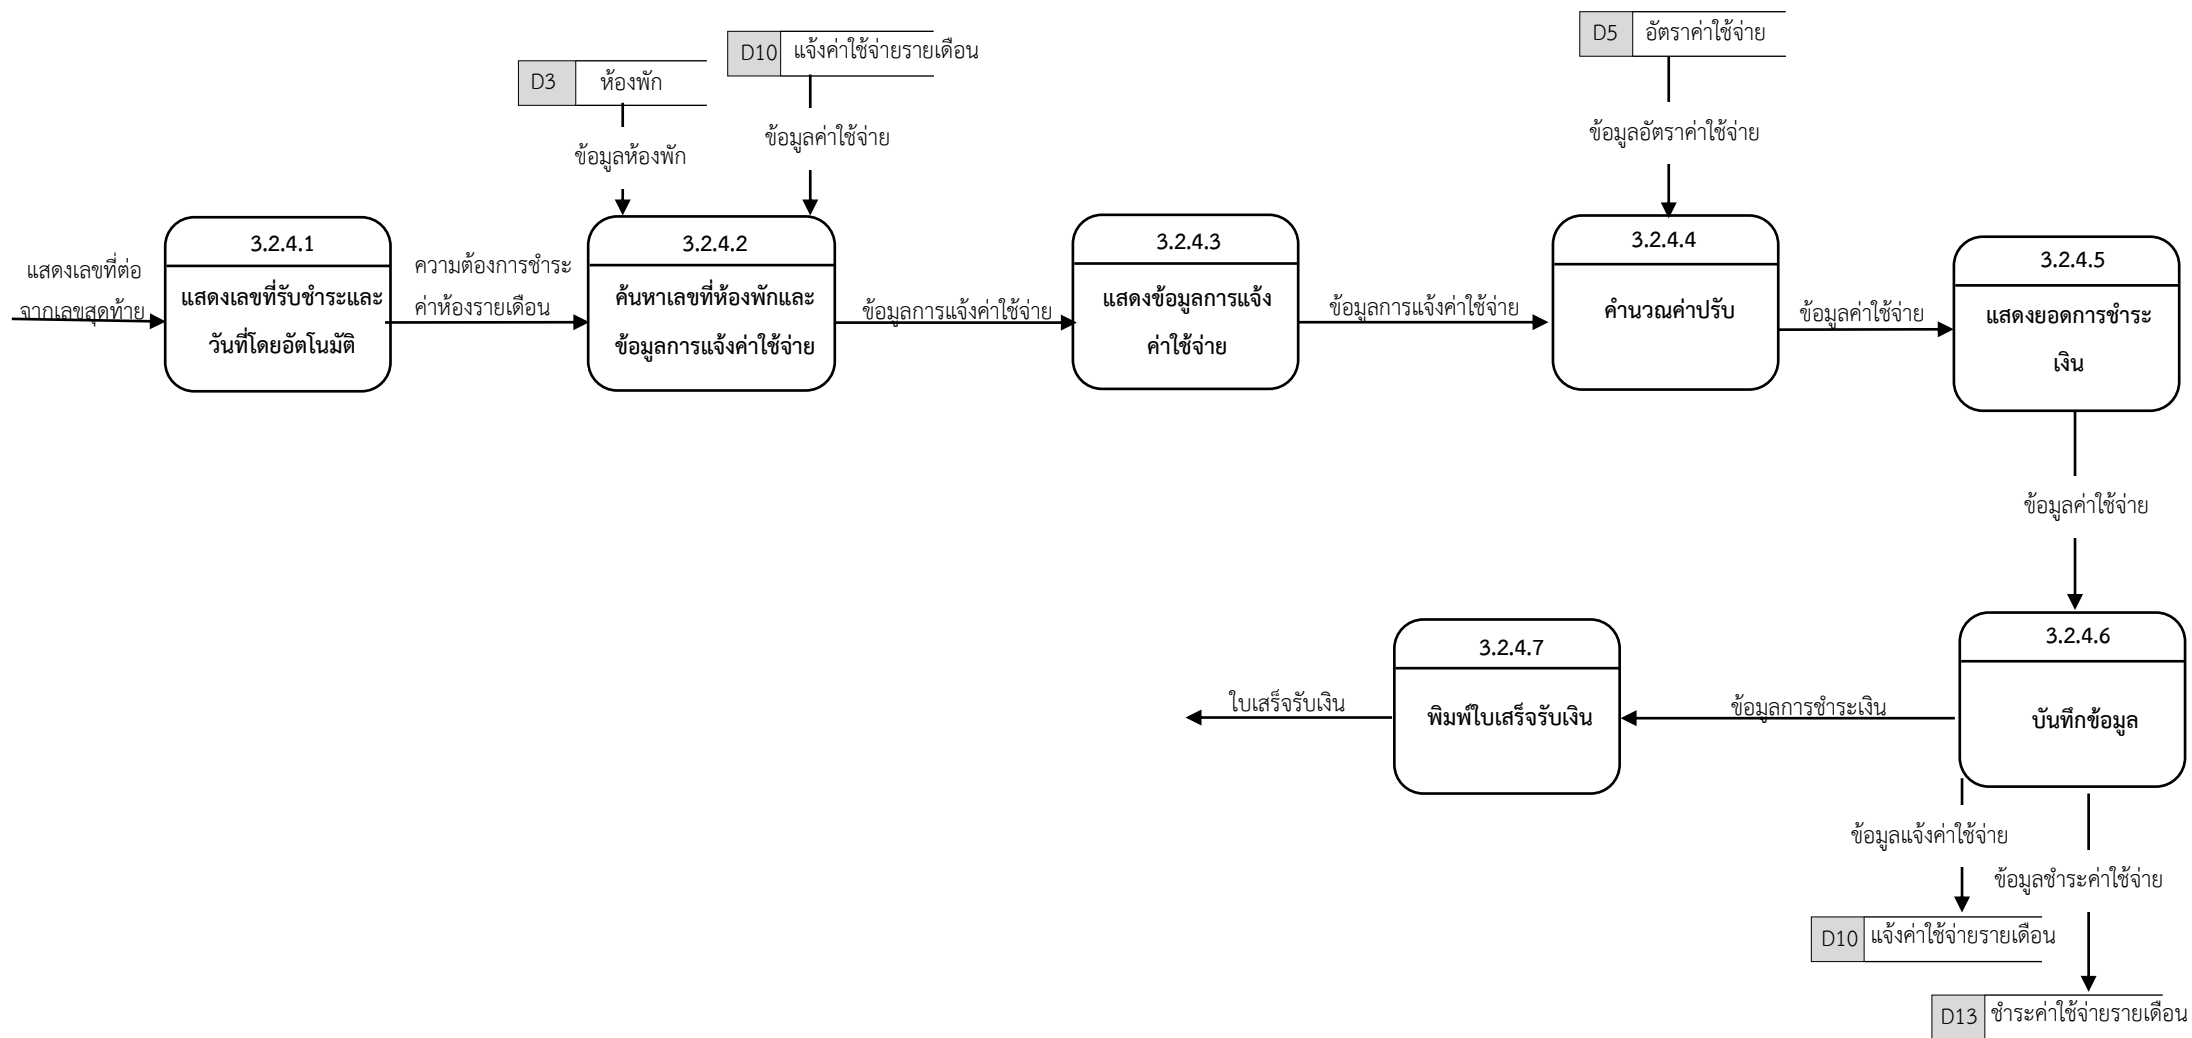 D5 อัตราค่าใช้จ่าย
D10 แจ้งค่าใช้จ่ายรายเดือน
D3 ห้องพัก
ข้อมูลอัตราค่าใช้จ่าย
ข้อมูลค่าใช้จ่าย
ข้อมูลห้องพัก
แสดงเลขที่ต่อ
จากเลขสุดท้าย
3.2.4.1
แสดงเลขที่รับชำระและ
วันที่โดยอัตโนมัติ
ความต้องการชำระ
ค่าห้องรายเดือน
3.2.4.2
ค้นหาเลขที่ห้องพักและ
ข้อมูลการแจ้งค่าใช้จ่าย
ข้อมูลการแจ้งค่าใช้จ่าย
3.2.4.3
แสดงข้อมูลการแจ้ง
ค่าใช้จ่าย
ข้อมูลการแจ้งค่าใช้จ่าย
3.2.4.4
คำนวณค่าปรับ
ข้อมูลค่าใช้จ่าย
3.2.4.5
แสดงยอดการชำระ
เงิน
ข้อมูลค่าใช้จ่าย
3.2.4.6
บันทึกข้อมูล
ข้อมูลการชำระเงิน
3.2.4.7
พิมพ์ใบเสร็จรับเงิน
ใบเสร็จรับเงิน
ข้อมูลแจ้งค่าใช้จ่าย
ข้อมูลชำระค่าใช้จ่าย
D10 แจ้งค่าใช้จ่ายรายเดือน
D13 ชำระค่าใช้จ่ายรายเดือน